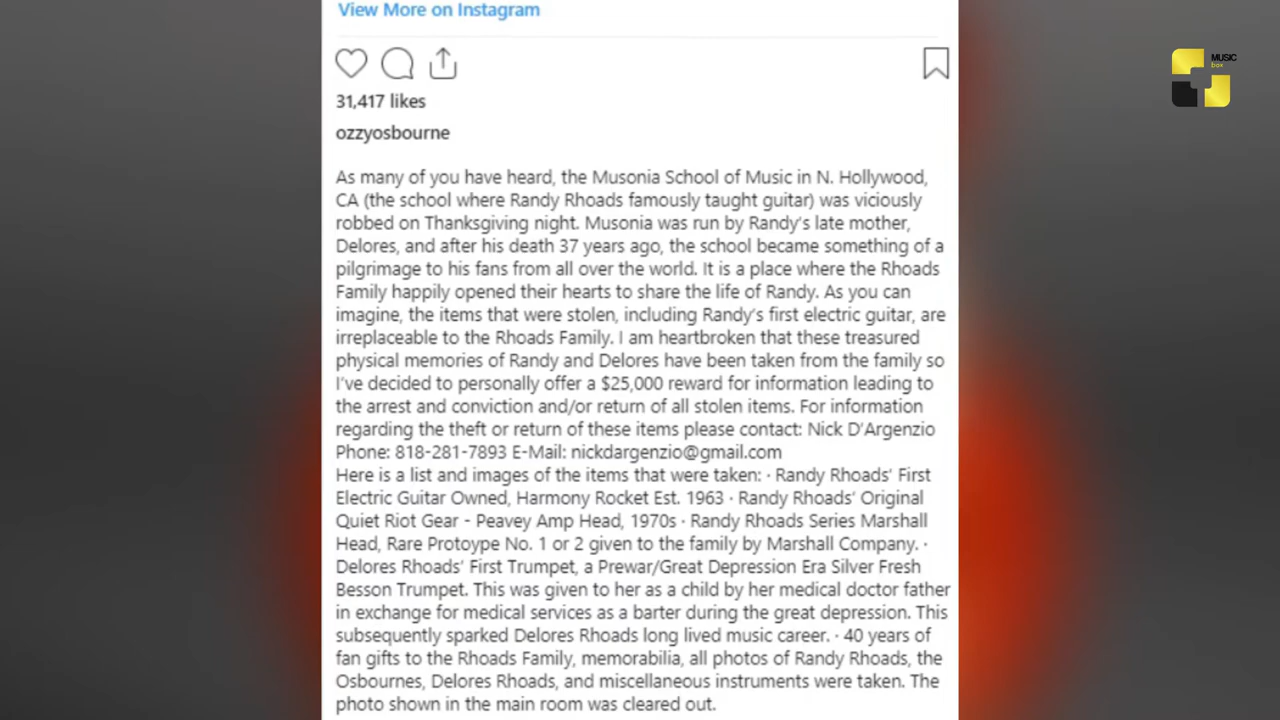 View More on Instagram
MUSIC
box
31,417 likes
ozzyosbourne
As many of you have heard, the Musonia School of Music in N. Hollywood,
CA (the school where Randy Rhoads famously taught guitar) was viciously
robbed on Thanksgiving night. Musonia was run by Randy's late mother,
Delores, and after his death 37 years ago, the school became something of a
pilgrimage to his fans from all over the world. It is a place where the Rhoads
Family happily opened their hearts to share the life of Randy. As you can
imagine, the items that were stolen, including Randy's first electric guitar, are
irreplaceable to the Rhoads Family. I am heartbroken that these treasured
physical memories of Randy and Delores have been taken from the family so
I've decided to personally offer a $25,000 reward for information leading to
the arrest and conviction and/or return of all stolen items. For information
regarding the theft or return of these items please contact: Nick D'Argenzio
Phone: 818-281-7893 E-Mail: nickdargenzio@gmail.com
Here is a list and images of the items that were taken: · Randy Rhoads' First
Electric Guitar Owned, Harmony Rocket Est. 1963 · Randy Rhoads' Original
Quiet Riot Gear - Peavey Amp Head, 1970s · Randy Rhoads Series Marshall
Head, Rare Protoype No. 1 or 2 given to the family by Marshall Company. ·
Delores Rhoads' First Trumpet, a Prewar/Great Depression Era Silver Fresh
Besson Trumpet. This was given to her as a child by her medical doctor father
in exchange for medical services as a barter during the great depression. This
subsequently sparked Delores Rhoads long lived music career. · 40 years of
fan gifts to the Rhoads Family, memorabilia, all photos of Randy Rhoads, the
Osbournes, Delores Rhoads, and miscellaneous instruments were taken. The
photo shown in the main room was cleared out.